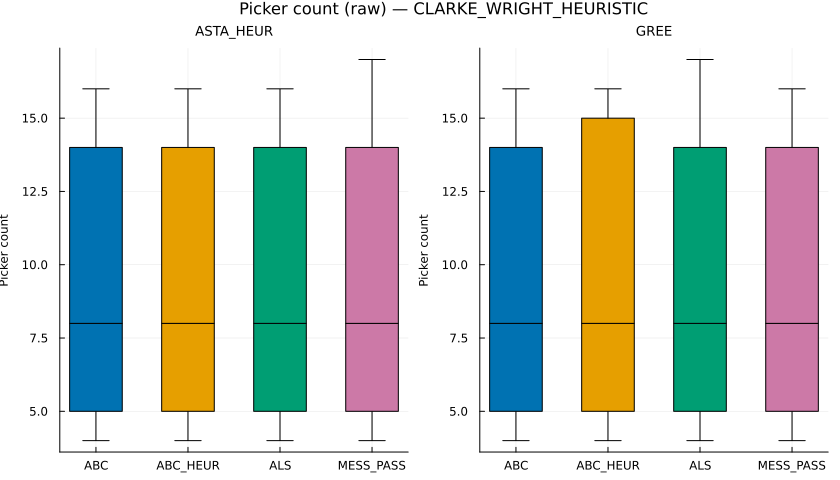 Picker count (raw) — CLARKE_WRIGHT_HEURISTIC
ASTA_HEUR
Picker count
15.0
12.5
10.0
7.5
5.0
ABC ABC_HEUR ALS MESS_PASS
GREE
Picker count
15.0
12.5
10.0
7.5
5.0
ABC ABC_HEUR ALS MESS_PASS